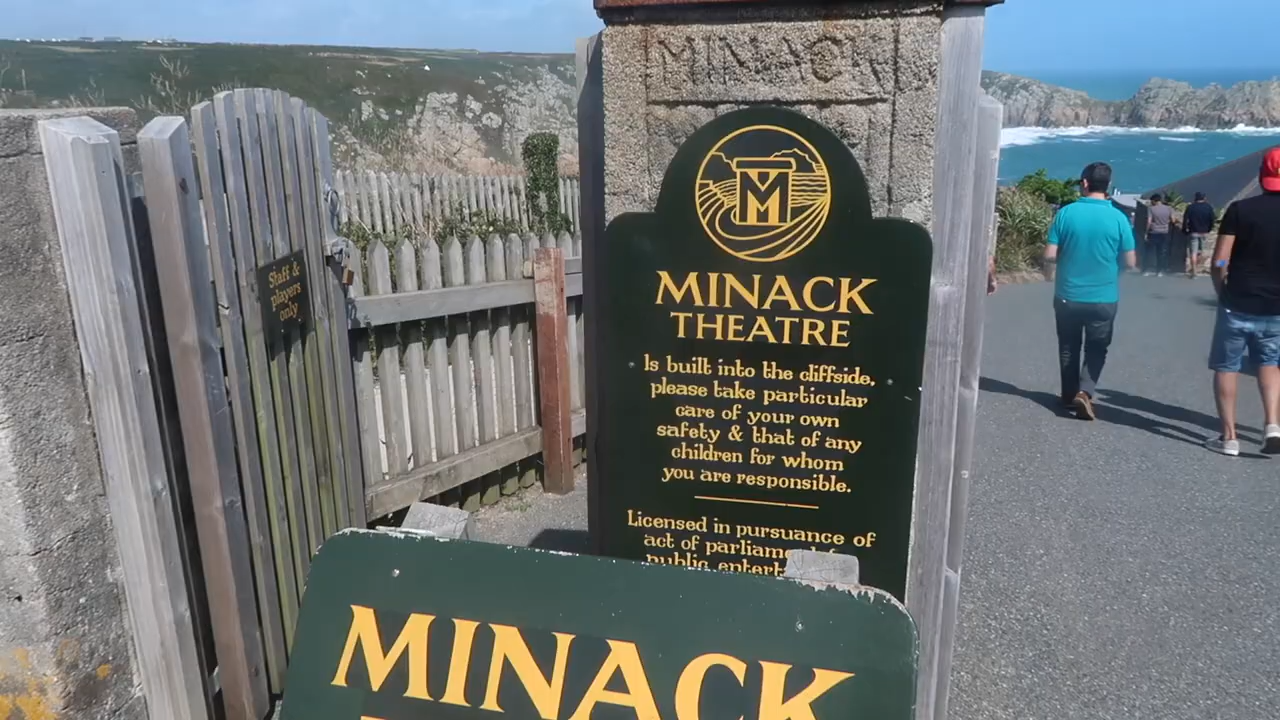 MINACK
M
MINACK
THEATRE
Is built into the cliffside,
please take particular
care of your own
safety & that of any
children for whom
you are responsible.
Licensed in pursuance of
act of
public
Staff &
players
only
MINACK